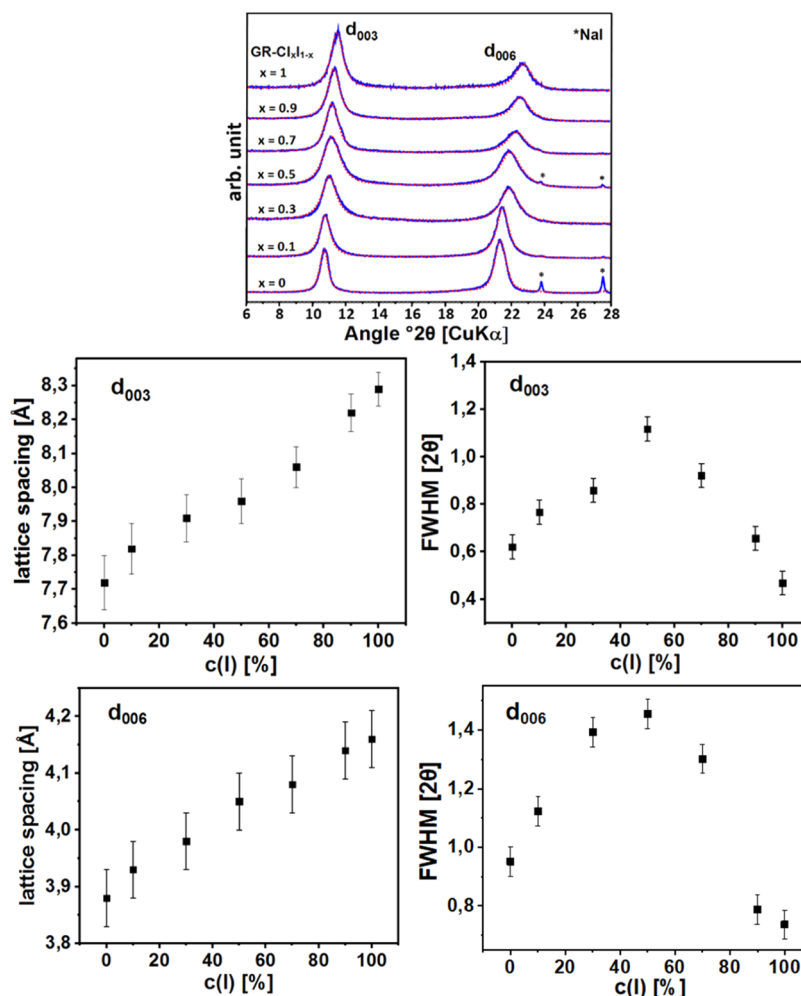 d003
d006
*NaI
GR-ClxI1-x
x = 1
x = 0.9
x = 0.7
x = 0.5
* *
x = 0.3
x = 0.1
* *
x = 0
arb. unit
6 8 10 12 14 16 18 20 22 24 26 28
Angle °2θ [CuKα]
d003
lattice spacing [Å]
8,3
8,2
8,1
8,0
7,9
7,8
7,7
7,6
0 20 40 60 80 100
c(I) [%]
d003
FWHM [2θ]
1,4
1,2
1,0
0,8
0,6
0,4
0 20 40 60 80 100
c(I) [%]
d006
lattice spacing [Å]
4,2
4,1
4,0
3,9
3,8
0 20 40 60 80 100
c(I) [%]
d006
FWHM [2θ]
1,4
1,2
1,0
0,8
0 20 40 60 80 100
c(I) [%]